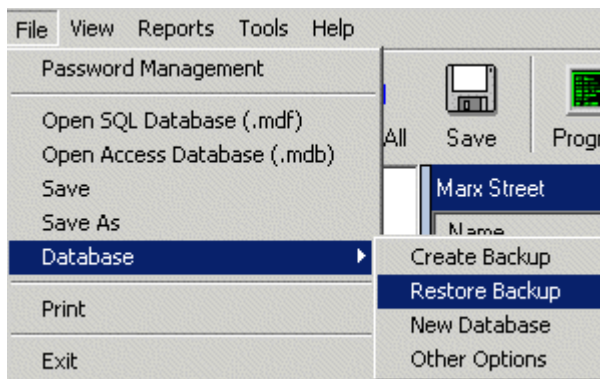 File View Reports Tools Help
Password Management
Open SQL Database (.mdf)
Open Access Database (.mdb)
Save
Save As
Database
Print
Exit
All Save
Marx Street
Name
Create Backup
Restore Backup
New Database
Other Options